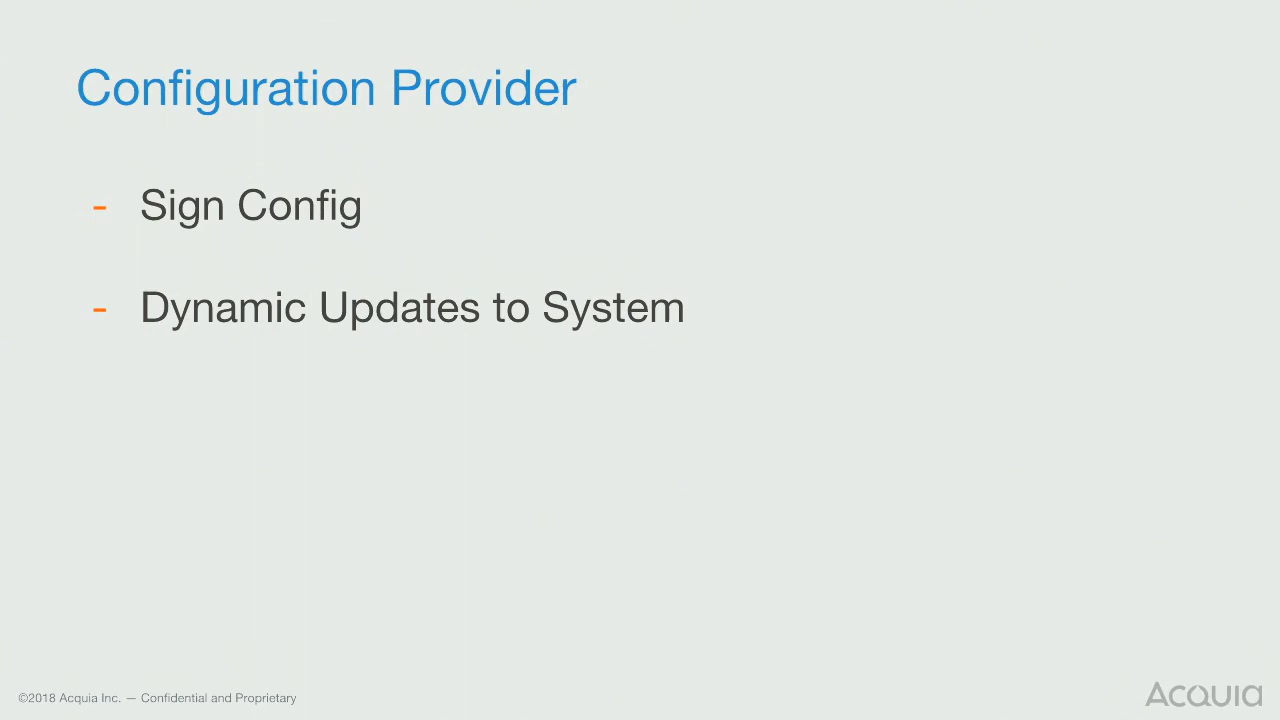 Configuration Provider
- Sign Config
- Dynamic Updates to System
©2018 Acquia Inc. — Confidential and Proprietary
Acquia